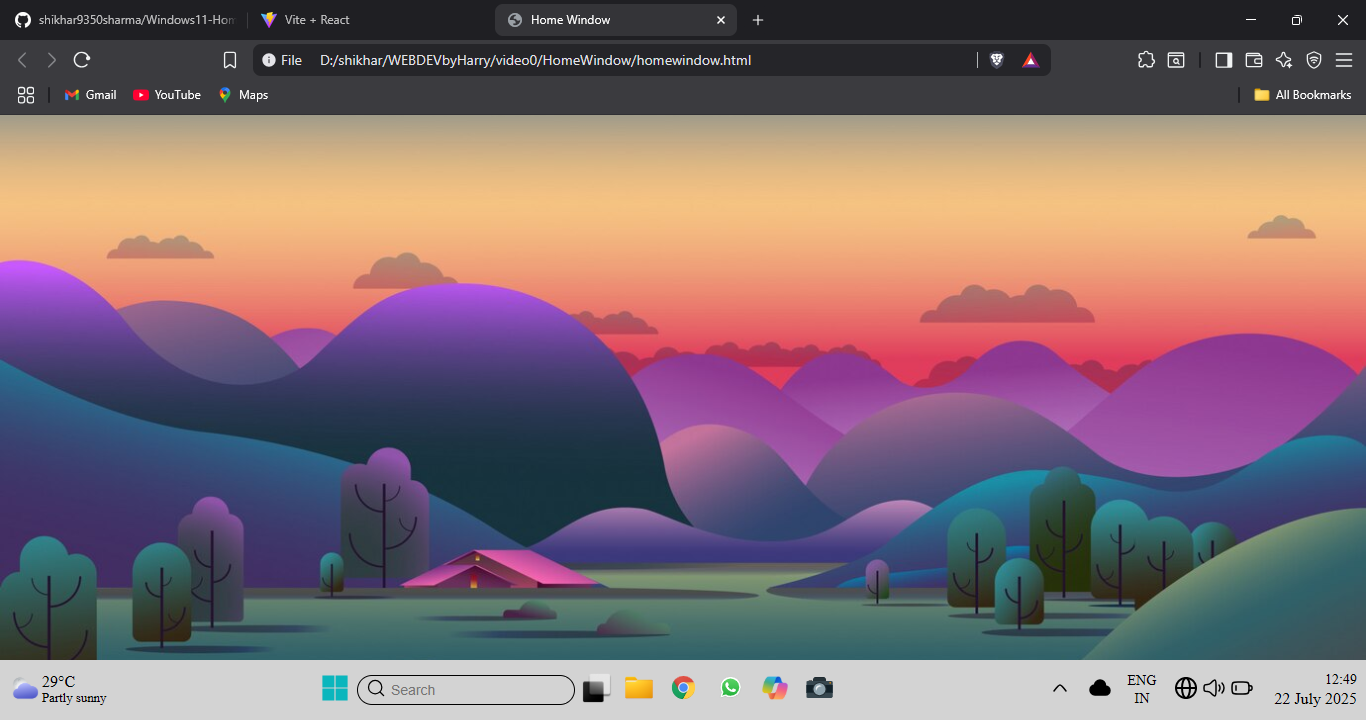 shikhar9350sharma/Windows11-Hom
Vite + React
Home Window
File
D:/shikhar/WEBDEVbyHarry/video0/HomeWindow/homewindow.html
Gmail
YouTube
Maps
All Bookmarks
29°C
Partly sunny
Search
ENG
IN
12:49
22 July 2025